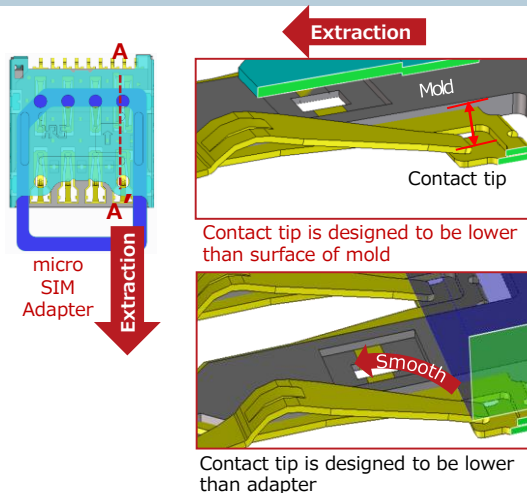 A
A'
Extraction
micro
SIM
Adapter
Extraction
Mold
Contact tip
Contact tip is designed to be lower
than surface of mold
Smooth
Contact tip is designed to be lower
than adapter